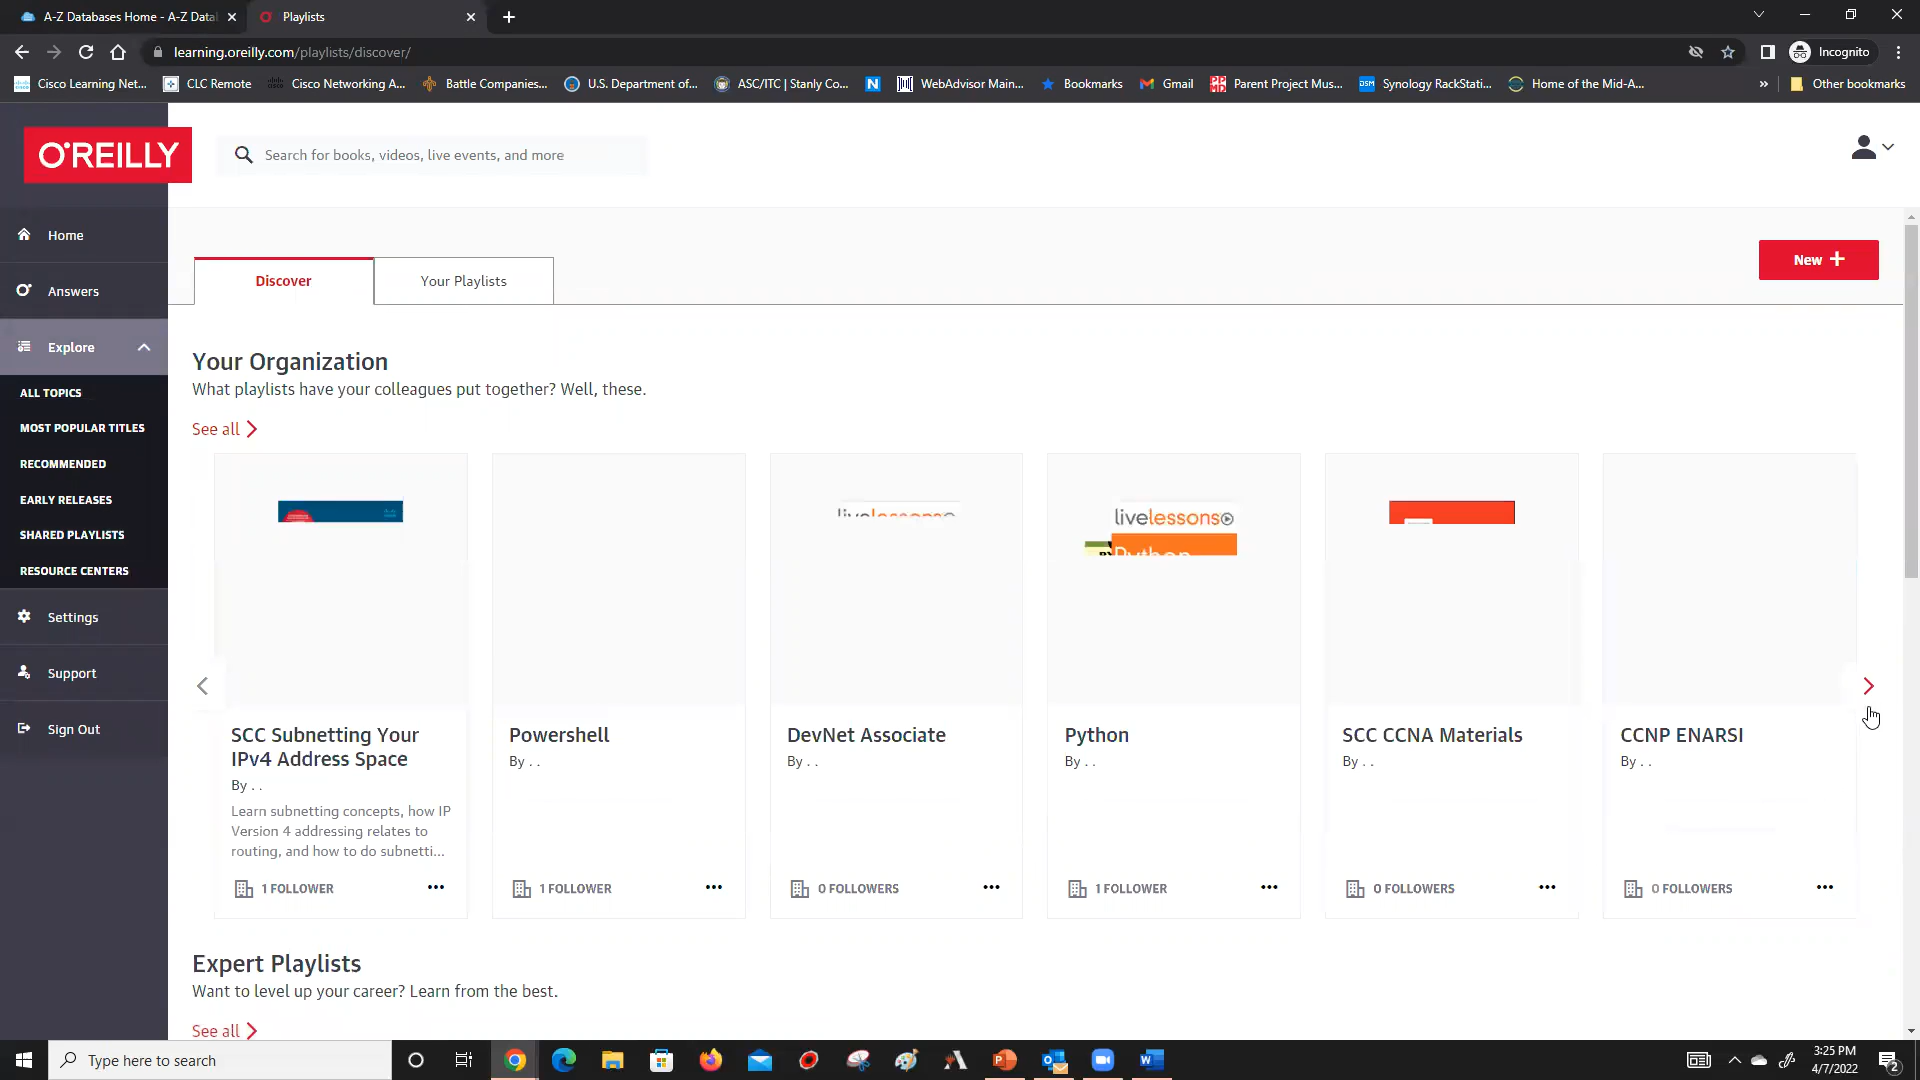 A-Z Databases Home - A-Z Datal
Playlists
learning.oreilly.com/playlists/discover/
Incognito
Cisco Learning Net...
CLC Remote
Cisco Networking A...
Battle Companies...
U.S. Department of...
ASC/ITC | Stanly Co...
WebAdvisor Main...
Bookmarks
Gmail
Parent Project Mus...
Synology RackStati...
Home of the Mid-A...
»
Other bookmarks
O'REILLY
Search for books, videos, live events, and more
Home
Answers
Explore
ALL TOPICS
MOST POPULAR TITLES
RECOMMENDED
EARLY RELEASES
SHARED PLAYLISTS
RESOURCE CENTERS
Settings
Support
Sign Out
Discover
Your Playlists
New +
Your Organization
What playlists have your colleagues put together? Well, these.
See all
livelessons
livelessons
Python
SCC Subnetting Your
IPv4 Address Space
By . .
Learn subnetting concepts, how IP
Version 4 addressing relates to
routing, and how to do subnetti...
1 FOLLOWER
Powershell
By . .
1 FOLLOWER
DevNet Associate
By . .
0 FOLLOWERS
Python
By . .
1 FOLLOWER
SCC CCNA Materials
By . .
0 FOLLOWERS
CCNP ENARSI
By . .
0 FOLLOWERS
Expert Playlists
Want to level up your career? Learn from the best.
See all
Type here to search
3:25 PM
4/7/2022
2